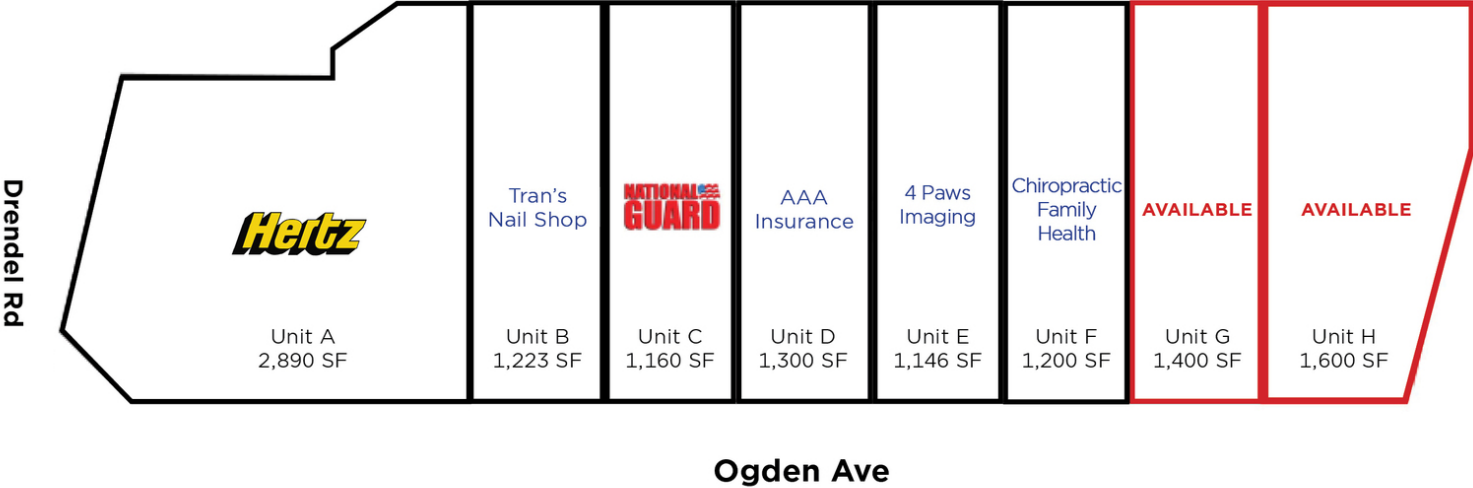 Drendel Rd
Hertz
Unit A
2,890 SF
Tran's
Nail Shop
Unit B
1,223 SF
NATIONAL
GUARD
Unit C
1,160 SF
AAA
Insurance
Unit D
1,300 SF
4 Paws
Imaging
Unit E
1,146 SF
Chiropractic
Family
Health
Unit F
1,200 SF
AVAILABLE
Unit G
1,400 SF
AVAILABLE
Unit H
1,600 SF
Ogden Ave